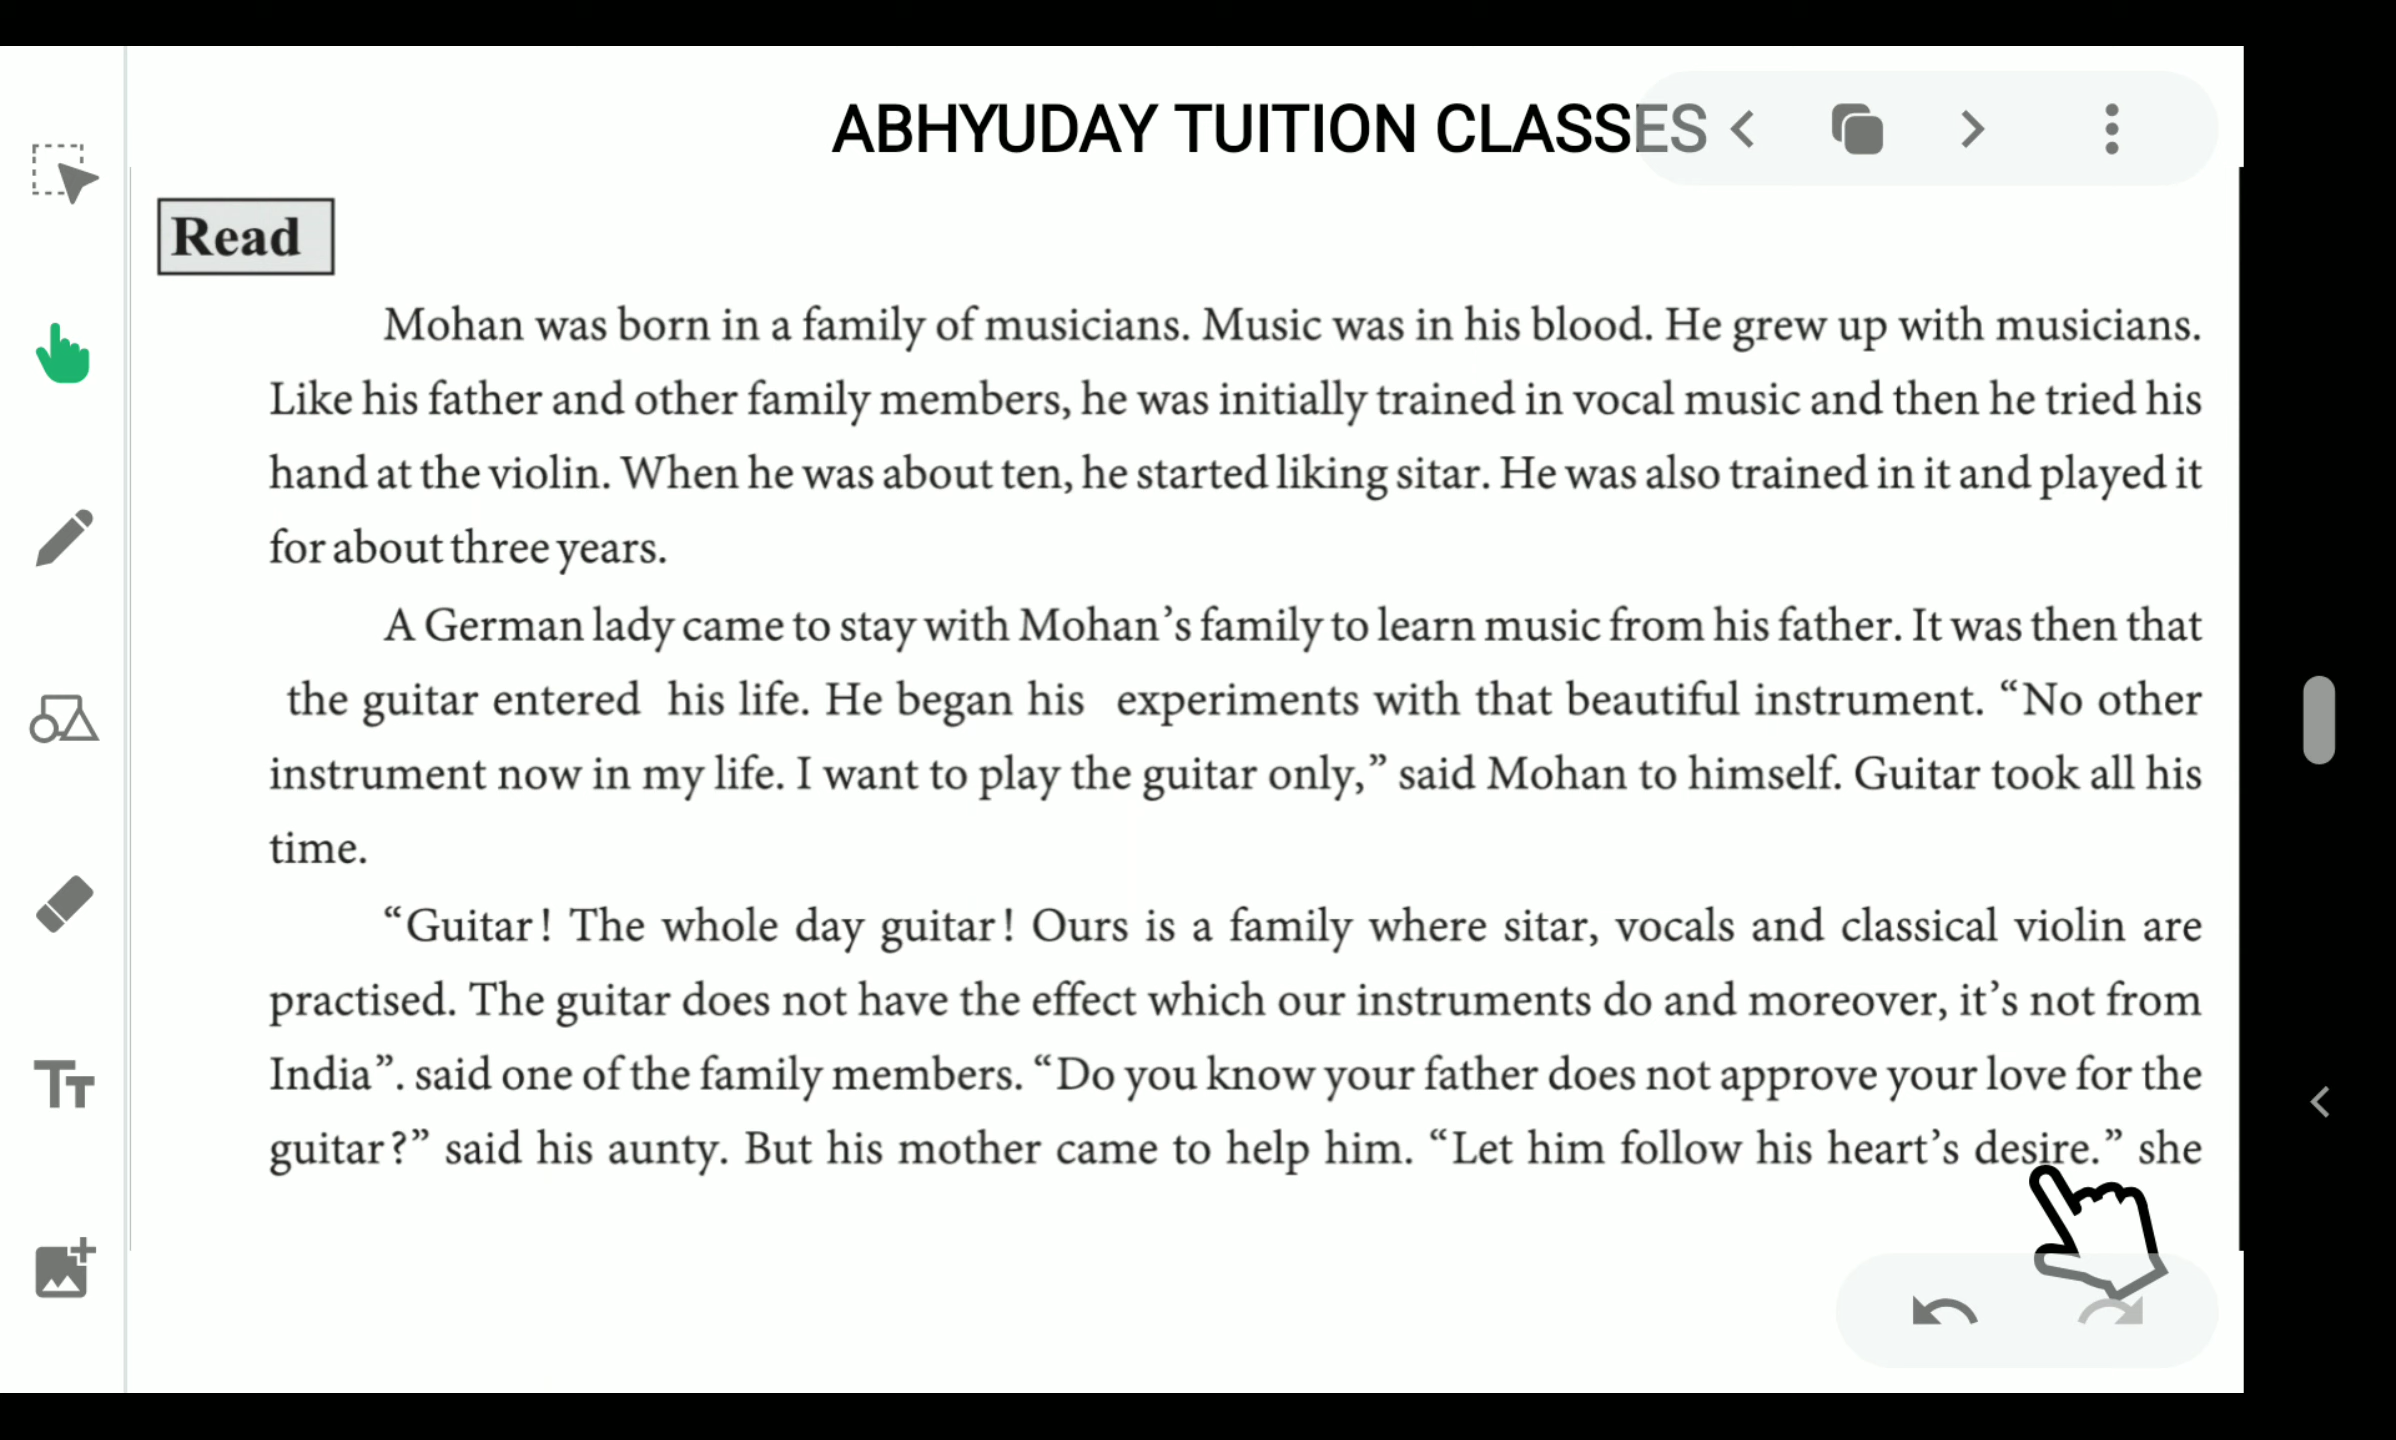 ABHYUDAY TUITION CLASSES
Read
Mohan was born in a family of musicians. Music was in his blood. He grew up with musicians.
Like his father and other family members, he was initially trained in vocal music and then he tried his
hand at the violin. When he was about ten, he started liking sitar. He was also trained in it and played it
for about three years.
A German lady came to stay with Mohan’s family to learn music from his father. It was then that
the guitar entered his life. He began his experiments with that beautiful instrument. “No other
instrument now in my life. I want to play the guitar only,” said Mohan to himself. Guitar took all his
time.
“Guitar! The whole day guitar! Ours is a family where sitar, vocals and classical violin are
practised. The guitar does not have the effect which our instruments do and moreover, it’s not from
India”. said one of the family members. “Do you know your father does not approve your love for the
guitar?” said his aunty. But his mother came to help him. “Let him follow his heart’s desire.” she
Tт